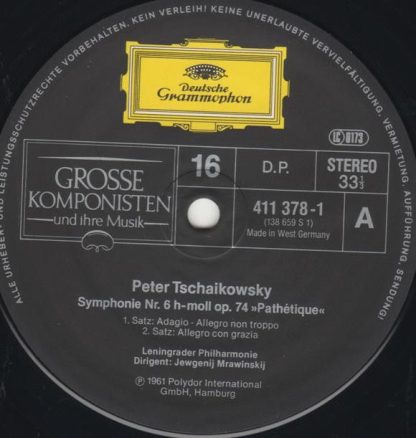 ALLE URHEBER- UND LEISTUNGSSCHUTZRECHTE VORBEHALTEN. KEIN VERLEIH! KEINE UNERLAUBTE VERVIELFÄLTIGUNG, VERMIETUNG, AUFFÜHRUNG, SENDUNG!
Deutsche
Grammophon
LC 0173
GROSSE
KOMPONISTEN
und ihre Musik
16
D.P.
STEREO
33⅓
411 378-1
(138 659 S 1)
Made in West Germany
A
Peter Tschaikowsky
Symphonie Nr. 6 h-moll op. 74 »Pathétique«
1. Satz: Adagio - Allegro non troppo
2. Satz: Allegro con grazia
Leningrader Philharmonie
Dirigent: Jewgenij Mrawinskij
Ⓟ 1961 Polydor International
GmbH, Hamburg